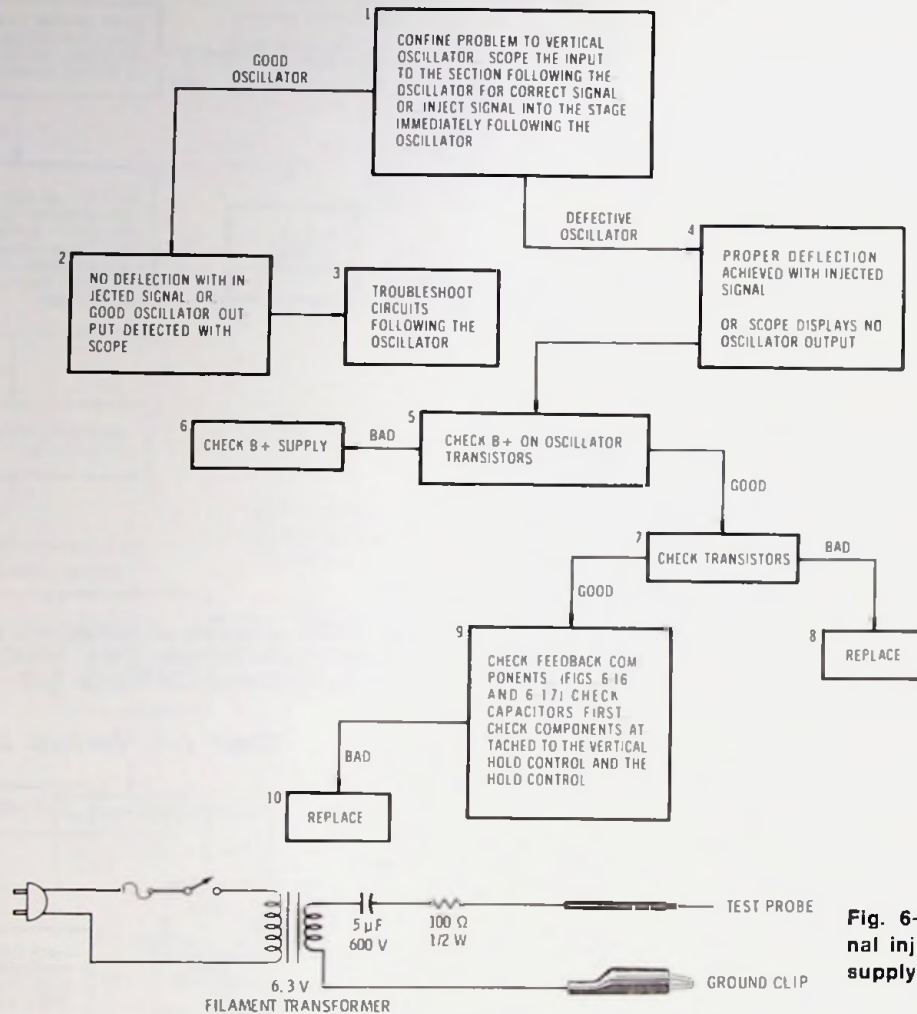 1
CONFINE PROBLEM TO VERTICAL
OSCILLATOR. SCOPE THE INPUT
TO THE SECTION FOLLOWING THE
OSCILLATOR FOR CORRECT SIGNAL
OR INJECT SIGNAL INTO THE STAGE
IMMEDIATELY FOLLOWING THE
OSCILLATOR
GOOD
OSCILLATOR
DEFECTIVE
OSCILLATOR
2
NO DEFLECTION WITH IN
JECTED SIGNAL OR
GOOD OSCILLATOR OUT
PUT DETECTED WITH
SCOPE
3
TROUBLESHOOT
CIRCUITS
FOLLOWING THE
OSCILLATOR
4
PROPER DEFLECTION
ACHIEVED WITH INJECTED
SIGNAL
OR SCOPE DISPLAYS NO
OSCILLATOR OUTPUT
5
CHECK B+ ON OSCILLATOR
TRANSISTORS
BAD
6
CHECK B+ SUPPLY
GOOD
7
CHECK TRANSISTORS
BAD
8
REPLACE
GOOD
9
CHECK FEEDBACK COM
PONENTS (FIGS 6-16
AND 6-17) CHECK
CAPACITORS FIRST
CHECK COMPONENTS AT
TACHED TO THE VERTICAL
HOLD CONTROL AND THE
HOLD CONTROL
BAD
10
REPLACE
5 µF
600 V
100 Ω
1/2 W
TEST PROBE
GROUND CLIP
6.3 V
FILAMENT TRANSFORMER
Fig. 6-
nal inj
supply